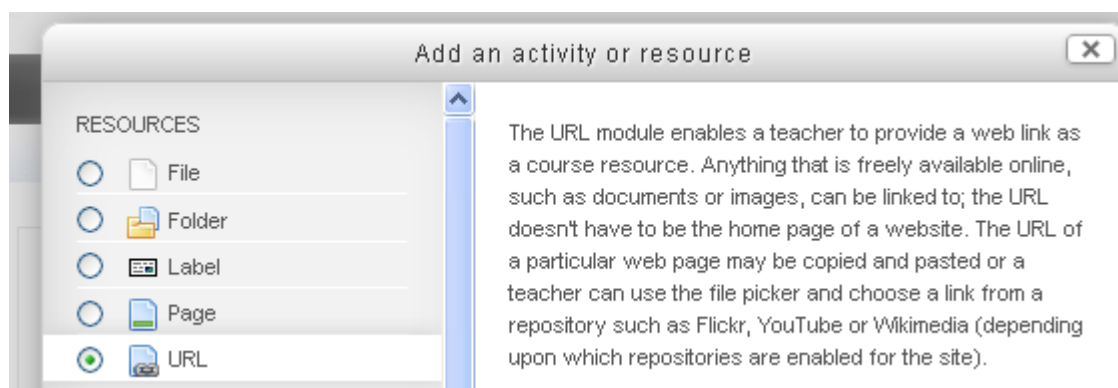 Add an activity or resource
RESOURCES
File
Folder
Label
Page
URL
The URL module enables a teacher to provide a web link as
a course resource. Anything that is freely available online,
such as documents or images, can be linked to; the URL
doesn't have to be the home page of a website. The URL of
a particular web page may be copied and pasted or a
teacher can use the file picker and choose a link from a
repository such as Flickr, YouTube or Wikimedia (depending
upon which repositories are enabled for the site).